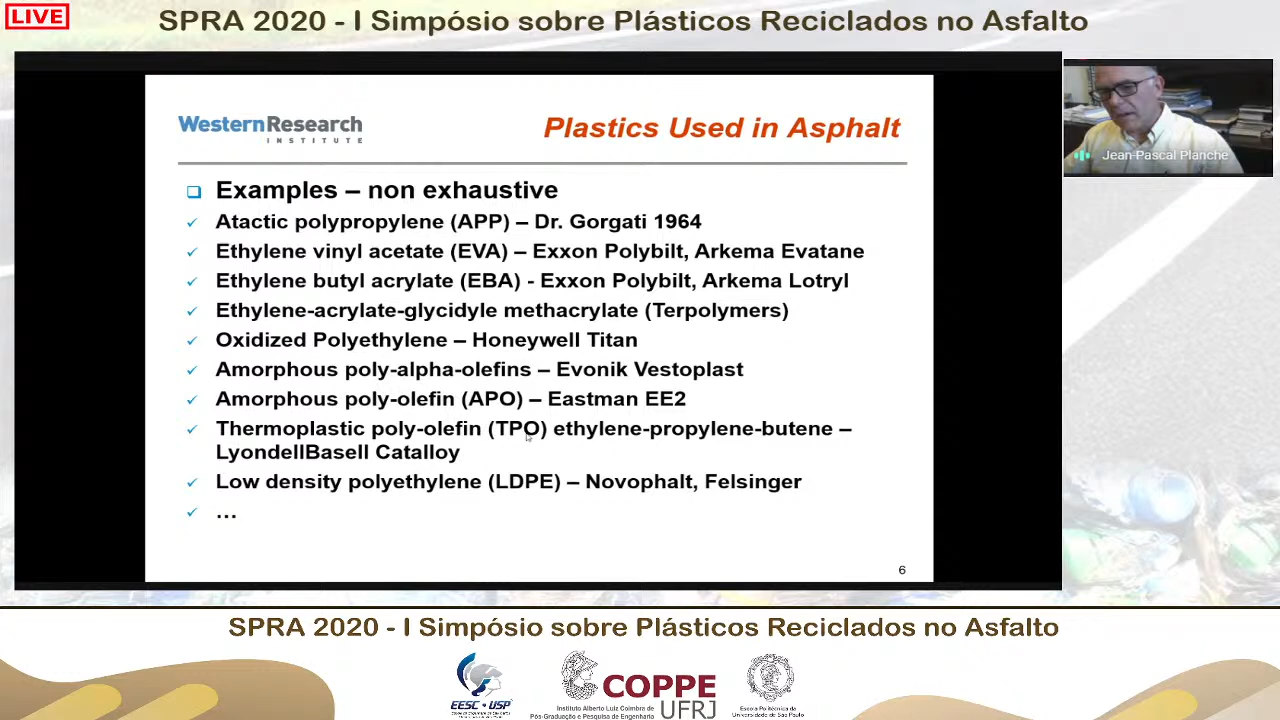 LIVE
SPRA 2020 - I Simpósio sobre Plásticos Reciclados no Asfalto
WesternResearch
INSTITUTE
Plastics Used in Asphalt
Examples – non exhaustive
Atactic polypropylene (APP) – Dr. Gorgati 1964
Ethylene vinyl acetate (EVA) – Exxon Polybilt, Arkema Evatane
Ethylene butyl acrylate (EBA) - Exxon Polybilt, Arkema Lotryl
Ethylene-acrylate-glycidyle methacrylate (Terpolymers)
Oxidized Polyethylene – Honeywell Titan
Amorphous poly-alpha-olefins – Evonik Vestoplast
Amorphous poly-olefin (APO) – Eastman EE2
Thermoplastic poly-olefin (TPO) ethylene-propylene-butene –
LyondellBasell Catalloy
Low density polyethylene (LDPE) – Novophalt, Felsinger
…
6
Jean-Pascal Planche
SPRA 2020 - I Simpósio sobre Plásticos Reciclados no Asfalto
EESC • USP
COPPE
UFRJ
Instituto Alberto Luiz Coimbra de
Pós-Graduação e Pesquisa de Engenharia
Escola Politécnica da
Universidade de São Paulo